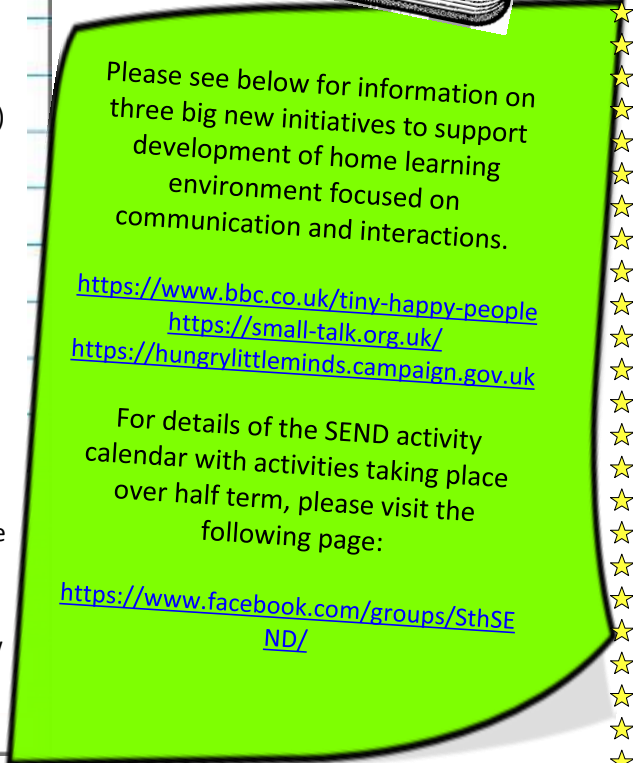 Please see below for information on
three big new initiatives to support
development of home learning
environment focused on
communication and interactions.
https://www.bbc.co.uk/tiny-happy-people
https://small-talk.org.uk/
https://hungrylittleminds.campaign.gov.uk
For details of the SEND activity
calendar with activities taking place
over half term, please visit the
following page:
https://www.facebook.com/groups/SthSE
ND/